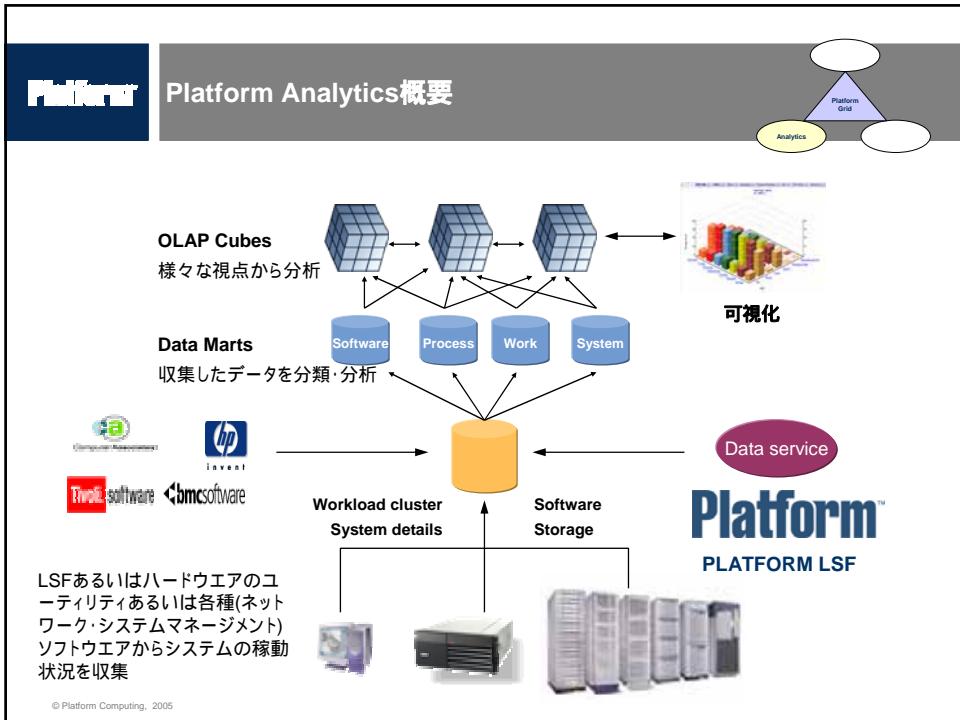 Platform
Platform Analytics概要
Platform
Grid
Analytics
OLAP Cubes
様々な視点から分析
可視化
Data Marts
収集したデータを分類･分析
Software
Process
Work
System
hp
invent
Tivoli software
bmcsoftware
Data service
Workload cluster
System details
Software
Storage
Platform™
PLATFORM LSF
LSFあるいはハードウエアのユ
ーティリティあるいは各種(ネット
ワーク･システムマネージメント)
ソフトウエアからシステムの稼動
状況を収集
© Platform Computing, 2005